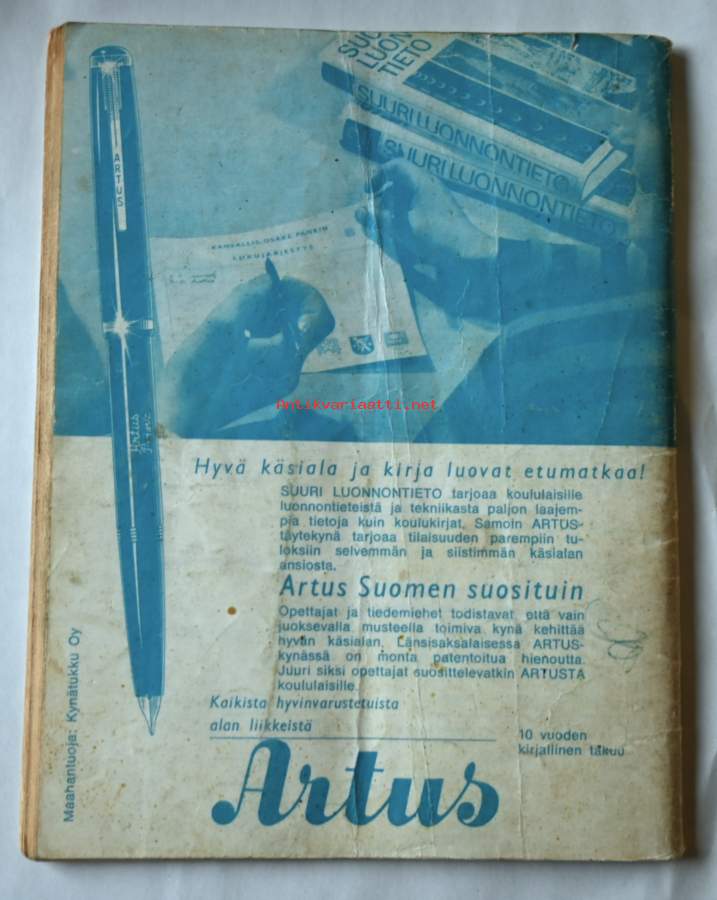 SUURI
LUONNON
TIETO
SUURI LUONNONTIETO
SUURI LUONNONTIETO
ARTUS
KANSALLIS-OSAKE-PANKIN
LUKUJÄRJESTYS
Antikvariaatti.net
Artus
Hyvä käsiala ja kirja luovat etumatkaa!
SUURI LUONNONTIETO tarjoaa koululaisille
luonnontieteistä ja tekniikasta paljon laajem-
pia tietoja kuin koulukirjat. Samoin ARTUS-
täytekynä tarjoaa tilaisuuden parempiin tu-
loksiin selvemmän ja siistimmän käsialan
ansiosta.
Artus Suomen suosituin
Opettajat ja tiedemiehet todistavat että vain
juoksevalla musteella toimiva kynä kehittää
hyvän käsialan. Länsisaksalaisessa ARTUS-
kynässä on monta patentoitua hienoutta.
Juuri siksi opettajat suosittelevatkin ARTUSTA
koululaisille.
Kaikista hyvinvarustetuista
alan liikkeistä
10 vuoden
kirjallinen takuu
Artus
Maahantuoja: Kynätukku Oy